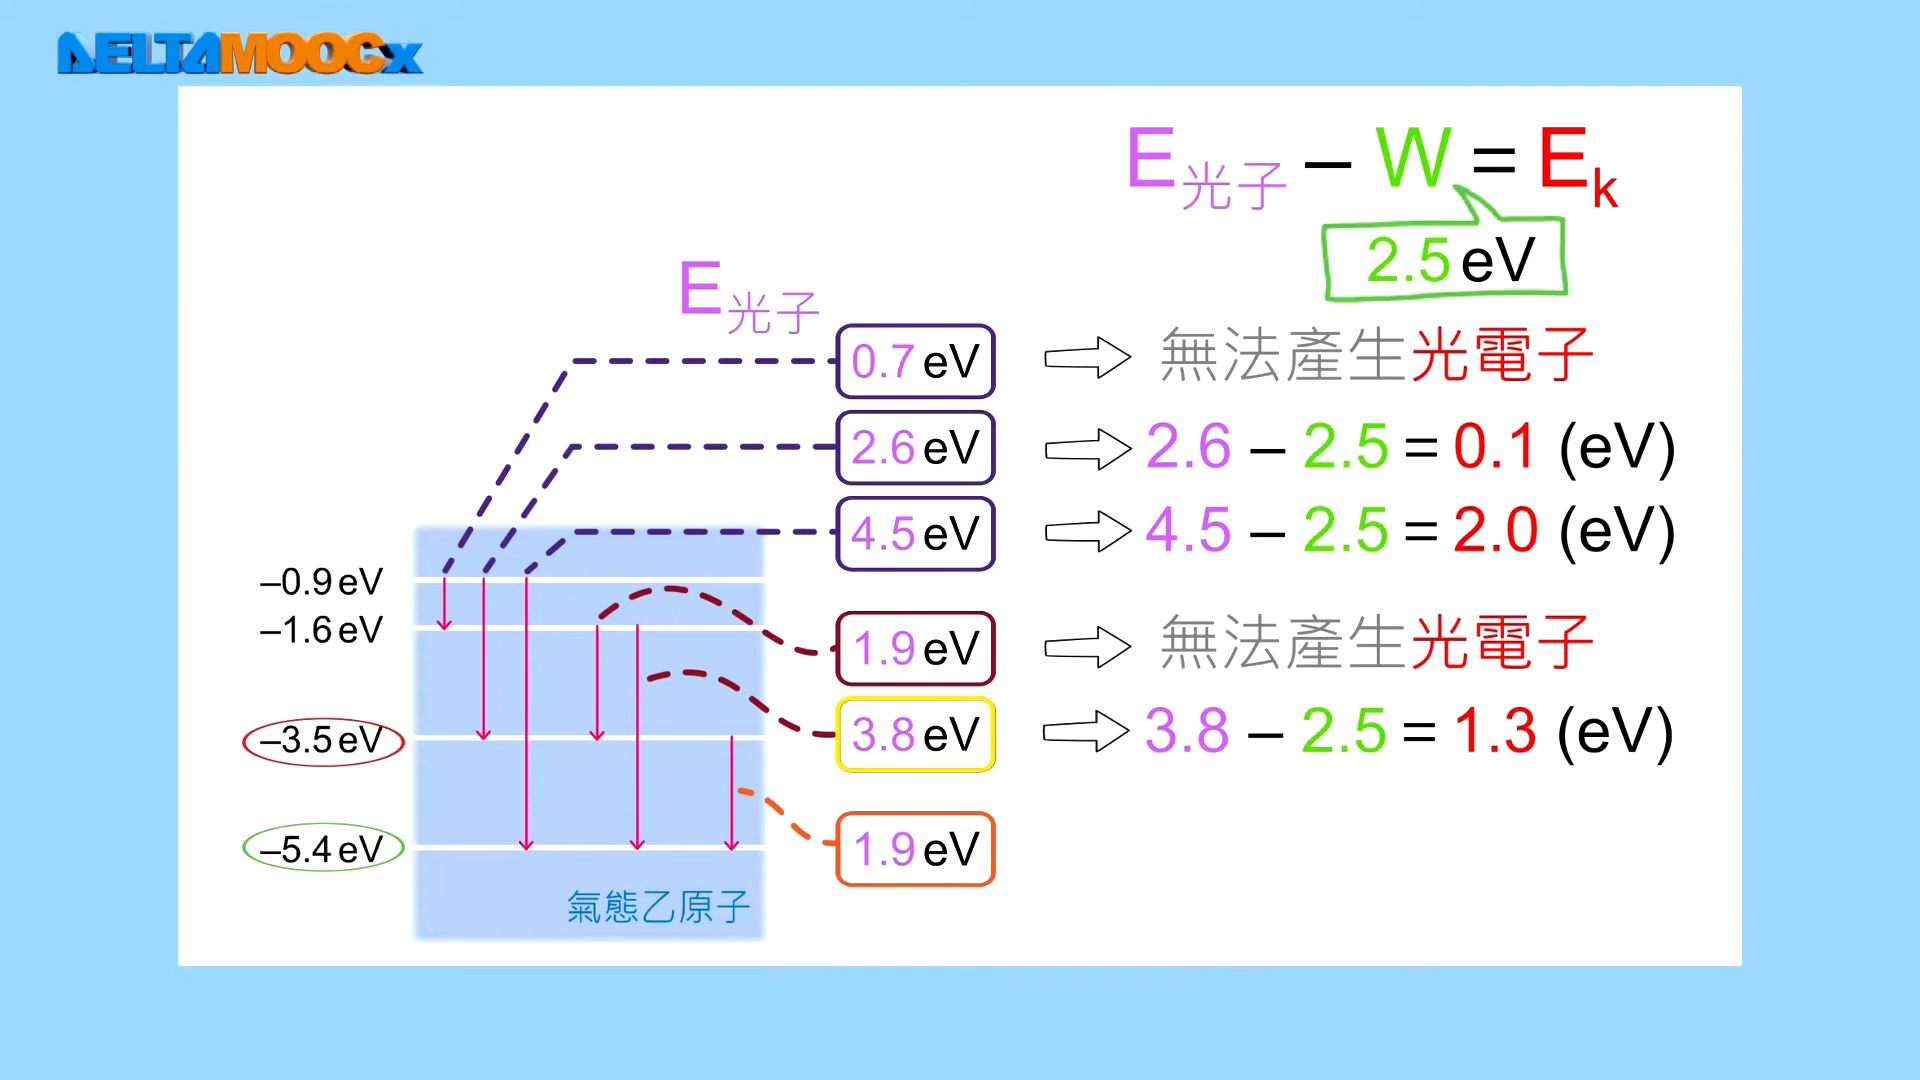 DELTAMOOCx
E光子 – W = Ek
2.5 eV
E光子
0.7 eV
無法產生光電子
2.6 eV
2.6 – 2.5 = 0.1 (eV)
4.5 eV
4.5 – 2.5 = 2.0 (eV)
–0.9 eV
–1.6 eV
1.9 eV
無法產生光電子
–3.5 eV
3.8 eV
3.8 – 2.5 = 1.3 (eV)
–5.4 eV
1.9 eV
氣態乙原子